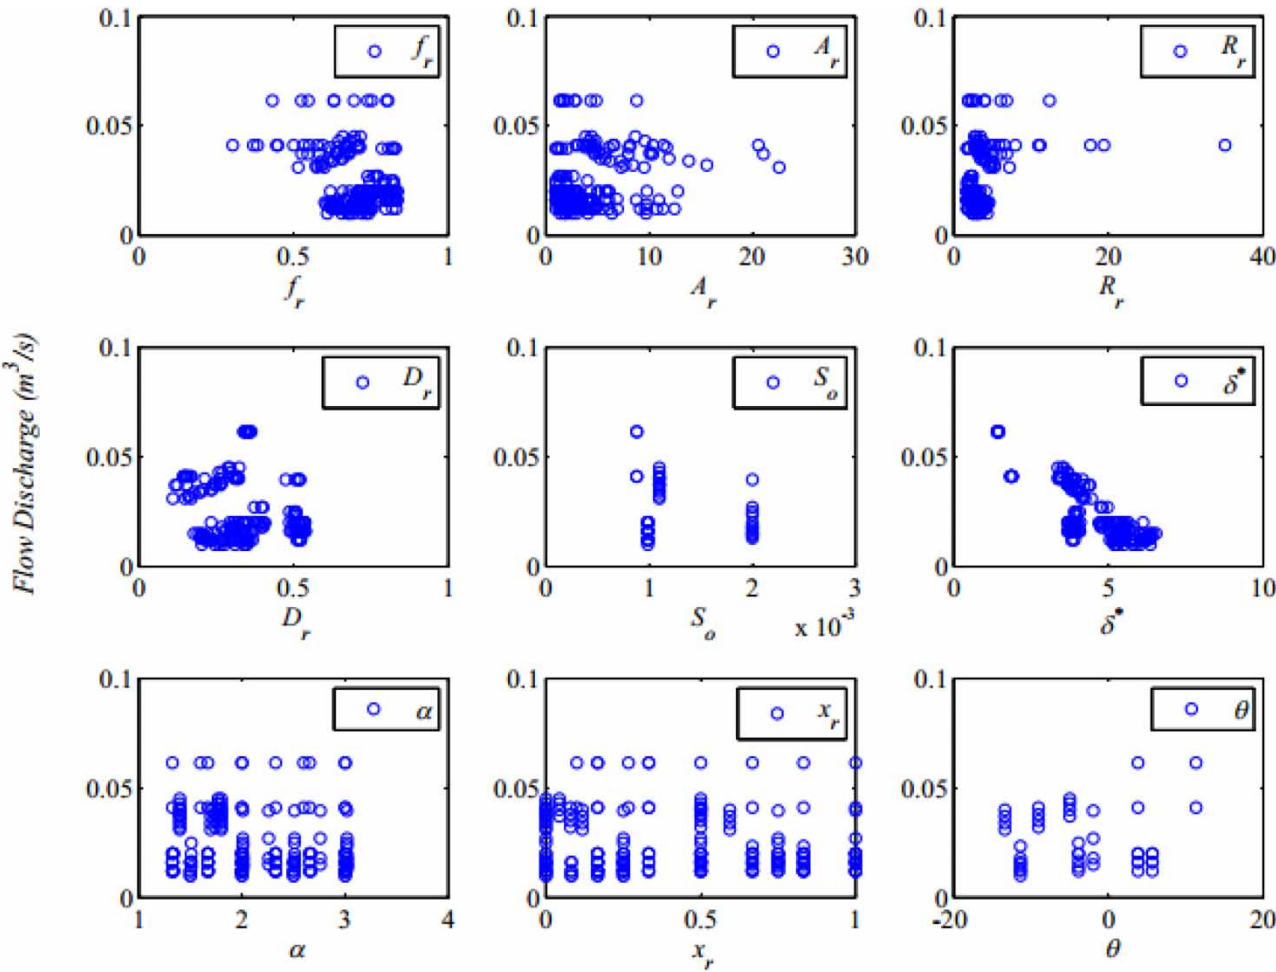 0.1 0.1 0.1
f_r A_r R_r
0.05 0.05 0.05
0 0 0
0 0.5 1 0 10 20 30 0 20 40
f_r A_r R_r
Flow Discharge (m³/s)
0.1 0.1 0.1
D_r S_o δ*
0.05 0.05 0.05
0 0 0
0 0.5 1 0 1 2 3 0 5 10
D_r S_o x 10⁻³ δ*
0.1 0.1 0.1
α x_r θ
0.05 0.05 0.05
0 0 0
1 2 3 4 0 0.5 1 -20 0 20
α x_r θ